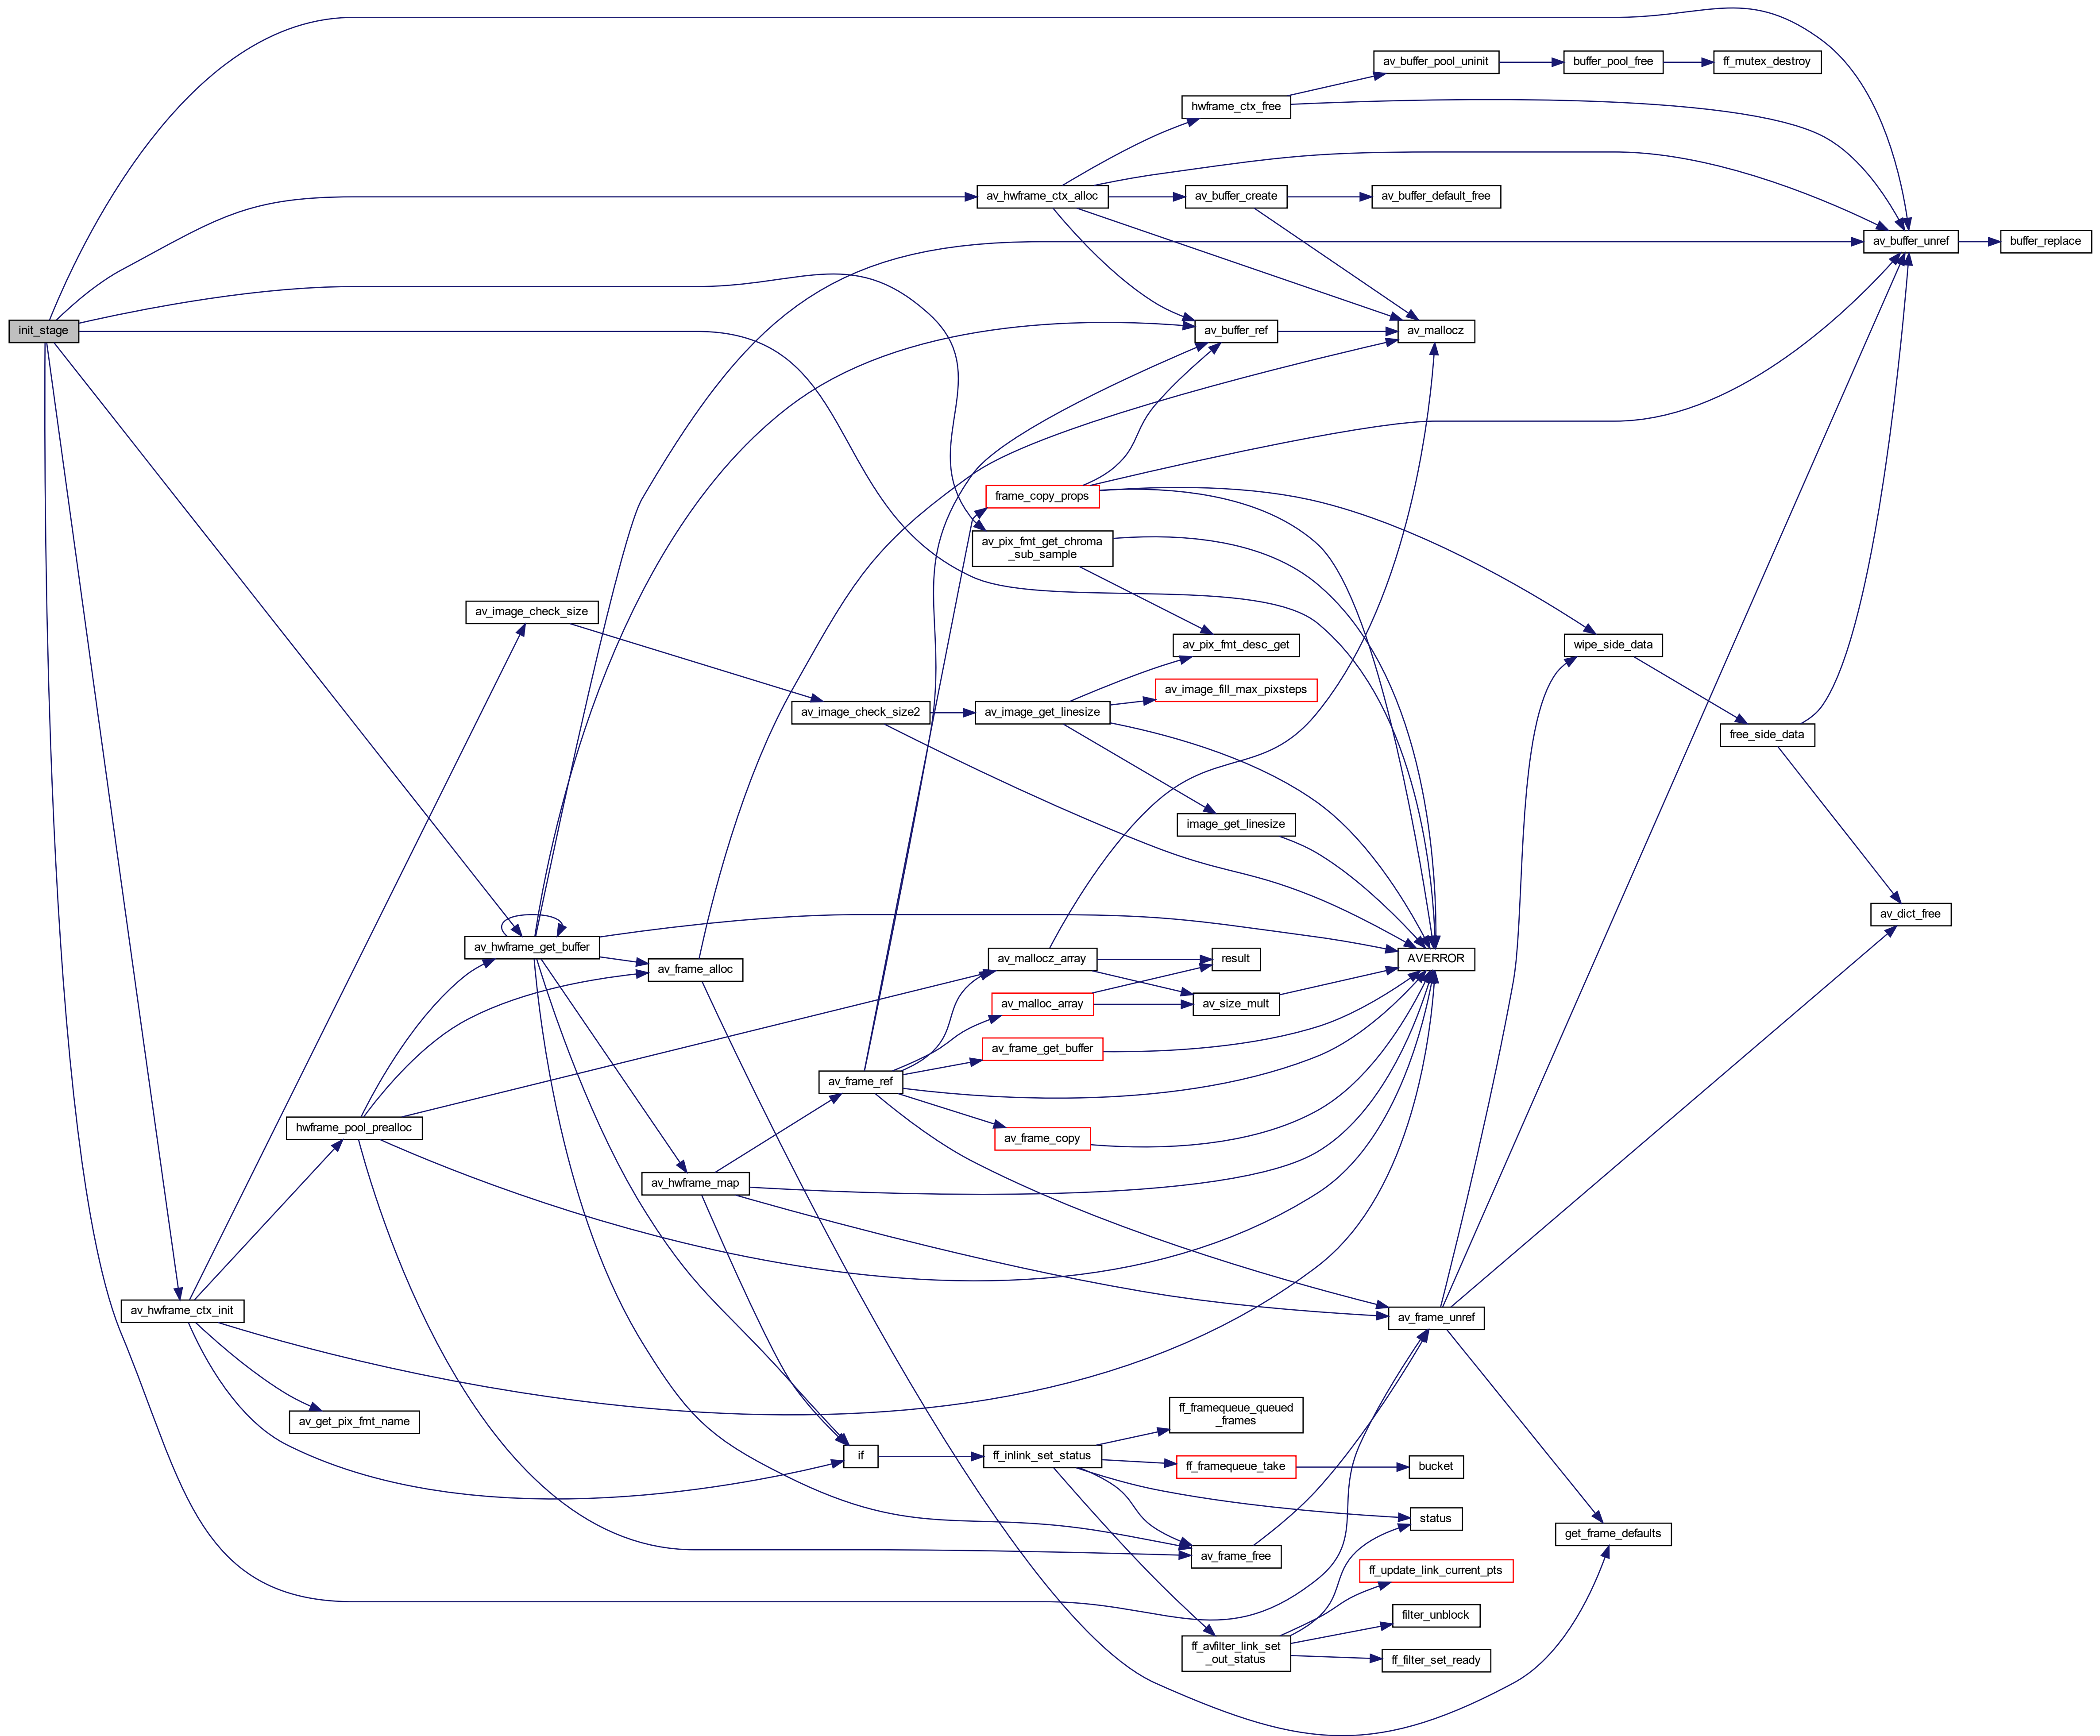 av_buffer_pool_uninit
buffer_pool_free
ff_mutex_destroy
hwframe_ctx_free
av_hwframe_ctx_alloc
av_buffer_create
av_buffer_default_free
av_buffer_unref
buffer_replace
init_stage
av_buffer_ref
av_mallocz
frame_copy_props
av_pix_fmt_get_chroma
_sub_sample
av_image_check_size
av_pix_fmt_desc_get
wipe_side_data
av_image_fill_max_pixsteps
av_image_check_size2
av_image_get_linesize
free_side_data
image_get_linesize
av_dict_free
av_hwframe_get_buffer
av_frame_alloc
av_mallocz_array
result
AVERROR
av_malloc_array
av_size_mult
av_frame_get_buffer
av_frame_ref
hwframe_pool_prealloc
av_frame_copy
av_hwframe_map
av_hwframe_ctx_init
av_frame_unref
av_get_pix_fmt_name
ff_framequeue_queued
_frames
if
ff_inlink_set_status
ff_framequeue_take
bucket
status
get_frame_defaults
av_frame_free
ff_update_link_current_pts
filter_unblock
ff_avfilter_link_set
_out_status
ff_filter_set_ready